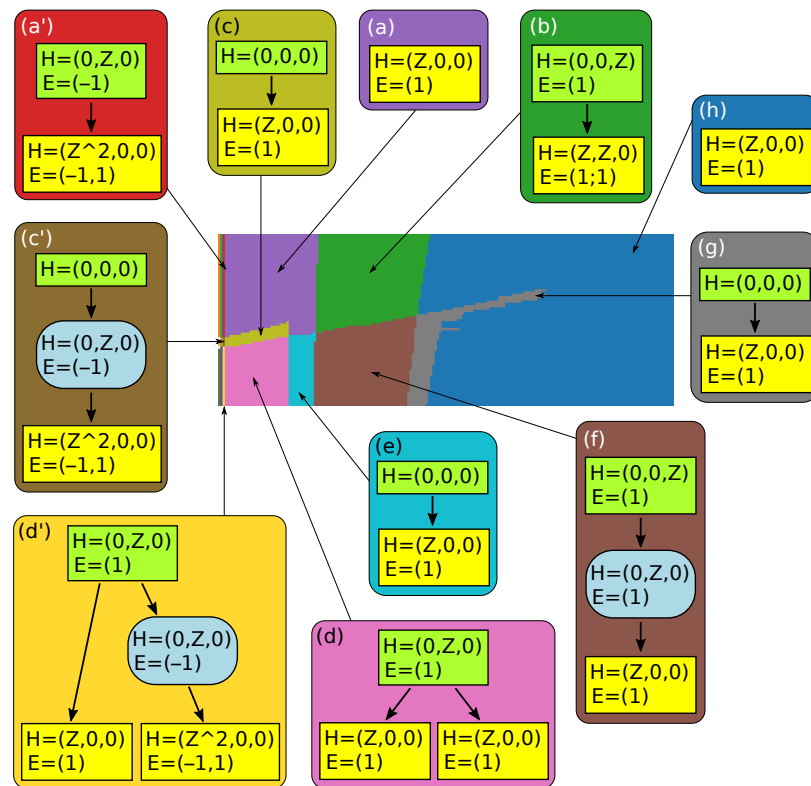 (a')
H=(0,Z,0)
E=(–1)
H=(Z^2,0,0)
E=(–1,1)
(c)
H=(0,0,0)
H=(Z,0,0)
E=(1)
(a)
H=(Z,0,0)
E=(1)
(b)
H=(0,0,Z)
E=(1)
H=(Z,Z,0)
E=(1;1)
(h)
H=(Z,0,0)
E=(1)
(c')
H=(0,0,0)
H=(0,Z,0)
E=(–1)
H=(Z^2,0,0)
E=(–1,1)
(g)
H=(0,0,0)
H=(Z,0,0)
E=(1)
(e)
H=(0,0,0)
H=(Z,0,0)
E=(1)
(f)
H=(0,0,Z)
E=(1)
H=(0,Z,0)
E=(1)
H=(Z,0,0)
E=(1)
(d')
H=(0,Z,0)
E=(1)
H=(0,Z,0)
E=(–1)
H=(Z,0,0)
E=(1)
H=(Z^2,0,0)
E=(–1,1)
(d)
H=(0,Z,0)
E=(1)
H=(Z,0,0)
E=(1)
H=(Z,0,0)
E=(1)